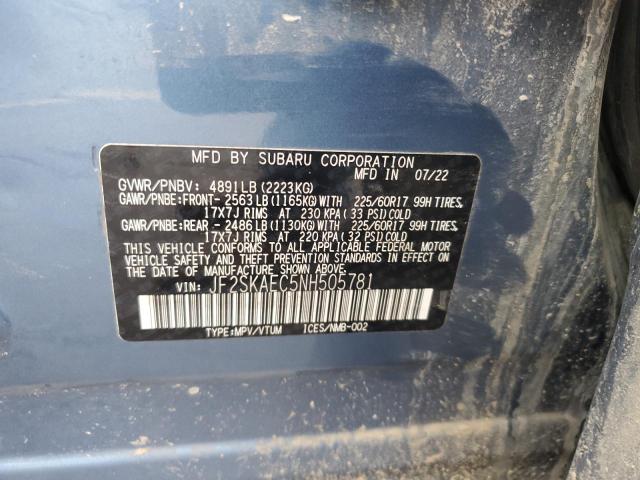 MFD BY SUBARU CORPORATION
MFD IN 07/22
GVWR/PNBV: 4891LB(2223KG)
GAWR/PNBE:FRONT- 2563LB(1165KG)WITH 225/60R17 99H TIRES,
17X7J RIMS AT 230 KPA(33 PSI)COLD
GAWR/PNBE:REAR - 2486LB(1130KG)WITH 225/60R17 99H TIRES,
17X7J RIMS AT 220 KPA(32 PSI)COLD
THIS VEHICLE CONFORMS TO ALL APPLICABLE FEDERAL MOTOR
VEHICLE SAFETY AND THEFT PREVENTION STANDARDS IN
EFFECT ON THE DATE OF MANUFACTURE SHOWN ABOVE.
VIN: JF2SKAEC5NH505781
TYPE:MPV/VTUM ICES/NMB-002